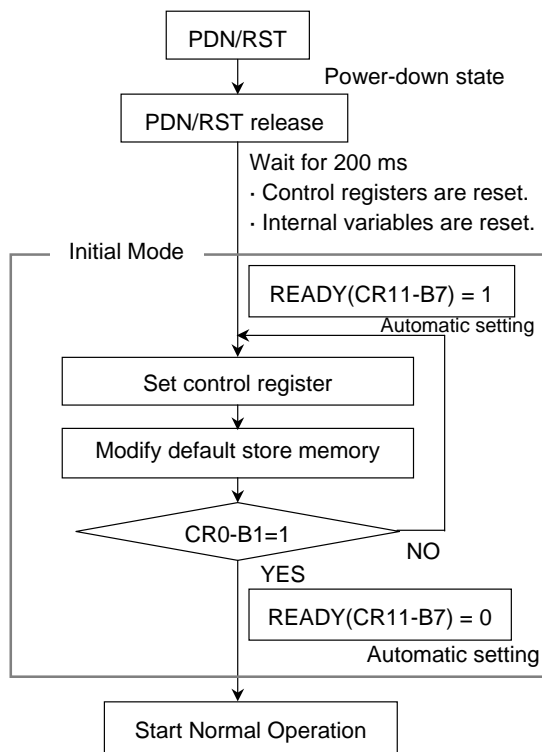 PDN/RST
Power-down state
PDN/RST release
Wait for 200 ms
· Control registers are reset.
· Internal variables are reset.
Initial Mode
READY(CR11-B7) = 1
Automatic setting
Set control register
Modify default store memory
CR0-B1=1
NO
YES
READY(CR11-B7) = 0
Automatic setting
Start Normal Operation